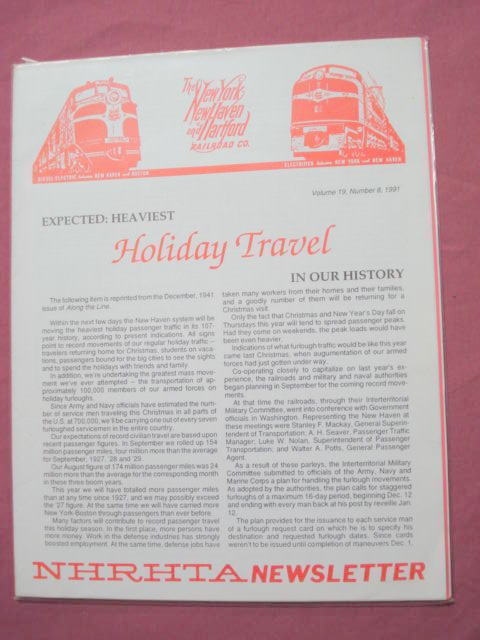 The New York,
New Haven
and Hartford
RAILROAD CO.
DIESEL-ELECTRIC between NEW HAVEN and BOSTON
ELECTRIFIED between NEW YORK and NEW HAVEN
Volume 19, Number 8, 1991
EXPECTED: HEAVIEST
Holiday Travel
IN OUR HISTORY
The following item is reprinted from the December, 1941
issue of Along the Line.
Within the next few days the New Haven system will be
moving the heaviest holiday passenger traffic in its 107-
year history, according to present indications. All signs
point to record movements of our regular holiday traffic –
travelers returning home for Christmas, students on vaca-
tions, passengers bound for the big cities to see the sights
and to spend the holidays with friends and family.
In addition, we're undertaking the greatest mass move-
ment we've ever attempted – the transportation of ap-
proximately 100,000 members of our armed forces on
holiday furloughs.
Since Army and Navy officials have estimated the num-
ber of service men traveling this Christmas in all parts of
the U.S. at 700,000, we'll be carrying one out of every seven
furloughed servicemen in the entire country.
Our expectations of record civilian travel are based upon
recent passenger figures. In September we rolled up 154
million passenger miles, four million more than the average
for September, 1927, '28 and '29.
Our August figure of 174 million passenger miles was 24
million more than the average for the corresponding month
in these three boom years.
This year we will have totalled more passenger miles
than at any time since 1927, and we may possibly exceed
the '27 figure. At the same time we will have carried more
New York-Boston through passengers than ever before.
Many factors will contribute to record passenger travel
this holiday season. In the first place, more persons have
more money. Work in the defense industries has strongly
boosted employment. At the same time, defense jobs have
taken many workers from their homes and their families,
and a goodly number of them will be returning for a
Christmas visit.
Only the fact that Christmas and New Year's Day fall on
Thursdays this year will tend to spread passenger peaks.
Had they come on weekends, the peak loads would have
been even heavier.
Indications of what furlough traffic would be like this year
came last Christmas, when augmentation of our armed
forces had just gotten under way.
Co-operating closely to capitalize on last year's ex-
perience, the railroads and military and naval authorities
began planning in September for the coming record move-
ments.
At that time the railroads, through their Interterritorial
Military Committee, went into conference with Government
officials in Washington. Representing the New Haven at
these meetings were Stanley F. Mackay, General Superin-
tendent of Transportation; A. H. Seaver, Passenger Traffic
Manager; Luke W. Nolan, Superintendent of Passenger
Transportation; and Walter A. Potts, General Passenger
Agent.
As a result of these parleys, the Interterritorial Military
Committee submitted to officials of the Army, Navy and
Marine Corps a plan for handling the furlough movements.
As adopted by the authorities, the plan calls for staggered
furloughs of a maximum 16-day period, beginning Dec. 12
and ending with every man back at his post by reveille Jan.
12.
The plan provides for the issuance to each service man
of a furlough request card on which he is to specify his
destination and requested furlough dates. Since cards
weren't to be issued until completion of maneuvers Dec. 1,
NHRHTA NEWSLETTER